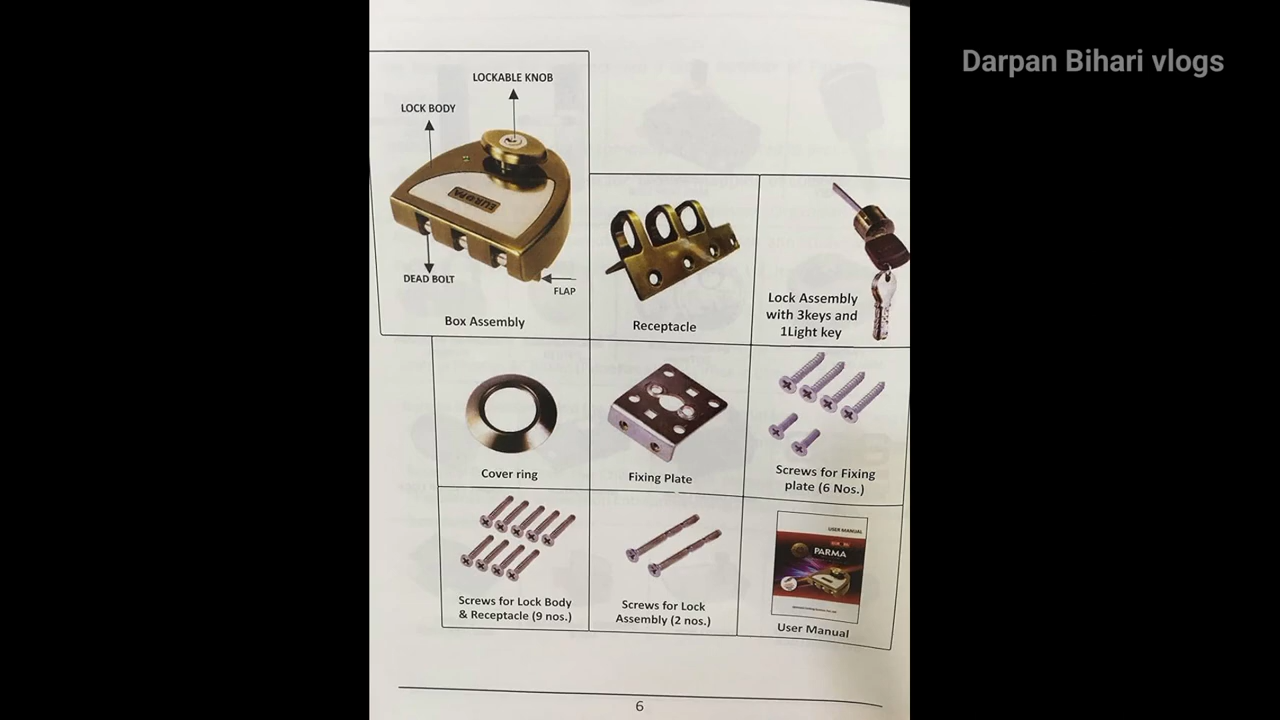 Darpan Bihari vlogs
LOCKABLE KNOB
LOCK BODY
EUROPA
DEAD BOLT
FLAP
Box Assembly
Receptacle
Lock Assembly
with 3keys and
1Light key
Cover ring
Fixing Plate
Screws for Fixing
plate (6 Nos.)
Screws for Lock Body
& Receptacle (9 nos.)
Screws for Lock
Assembly (2 nos.)
USER MANUAL
PARMA
User Manual
6